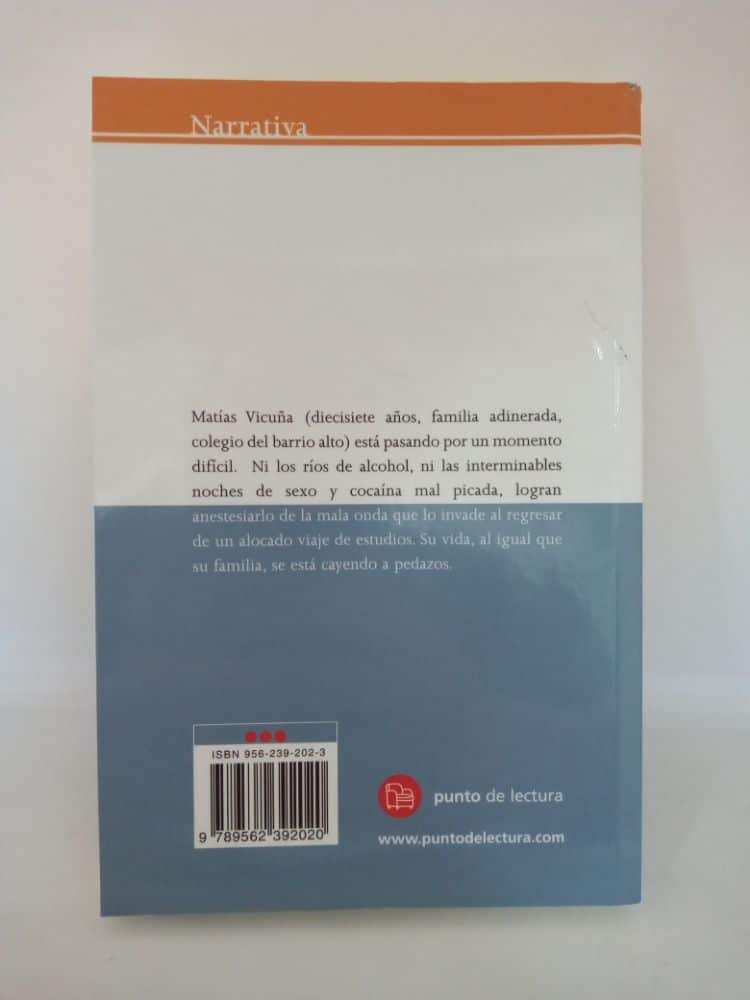 Narrativa
Matías Vicuña (diecisiete años, familia adinerada,
colegio del barrio alto) está pasando por un momento
difícil. Ni los ríos de alcohol, ni las interminables
noches de sexo y cocaína mal picada, logran
anestesiarlo de la mala onda que lo invade al regresar
de un alocado viaje de estudios. Su vida, al igual que
su familia, se está cayendo a pedazos.
ISBN 956-239-202-3
9 789562 392020
punto de lectura
www.puntodelectura.com